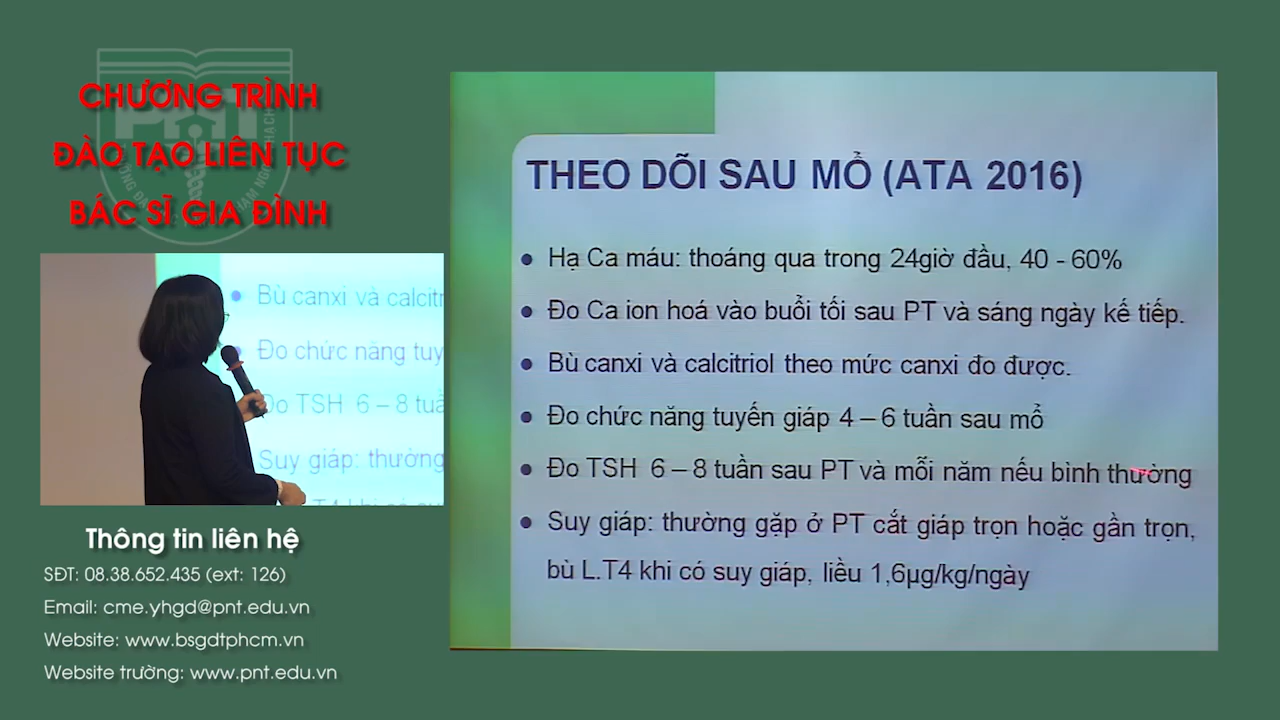 CHƯƠNG TRÌNH
ĐÀO TẠO LIÊN TỤC
BÁC SĨ GIA ĐÌNH
Bù canxi và calcitr
Đo chức năng tuy
Đo TSH 6 – 8 tuầ
Suy giáp: thường
L.T4 khi có suy
Thông tin liên hệ
SĐT: 08.38.652.435 (ext: 126)
Email: cme.yhgd@pnt.edu.vn
Website: www.bsgdtphcm.vn
Website trường: www.pnt.edu.vn
THEO DÕI SAU MỔ (ATA 2016)
Hạ Ca máu: thoáng qua trong 24giờ đầu, 40 - 60%
Đo Ca ion hoá vào buổi tối sau PT và sáng ngày kế tiếp.
Bù canxi và calcitriol theo mức canxi đo được.
Đo chức năng tuyến giáp 4 – 6 tuần sau mổ
Đo TSH 6 – 8 tuần sau PT và mỗi năm nếu bình thường
Suy giáp: thường gặp ở PT cắt giáp trọn hoặc gần trọn,
bù L.T4 khi có suy giáp, liều 1,6µg/kg/ngày